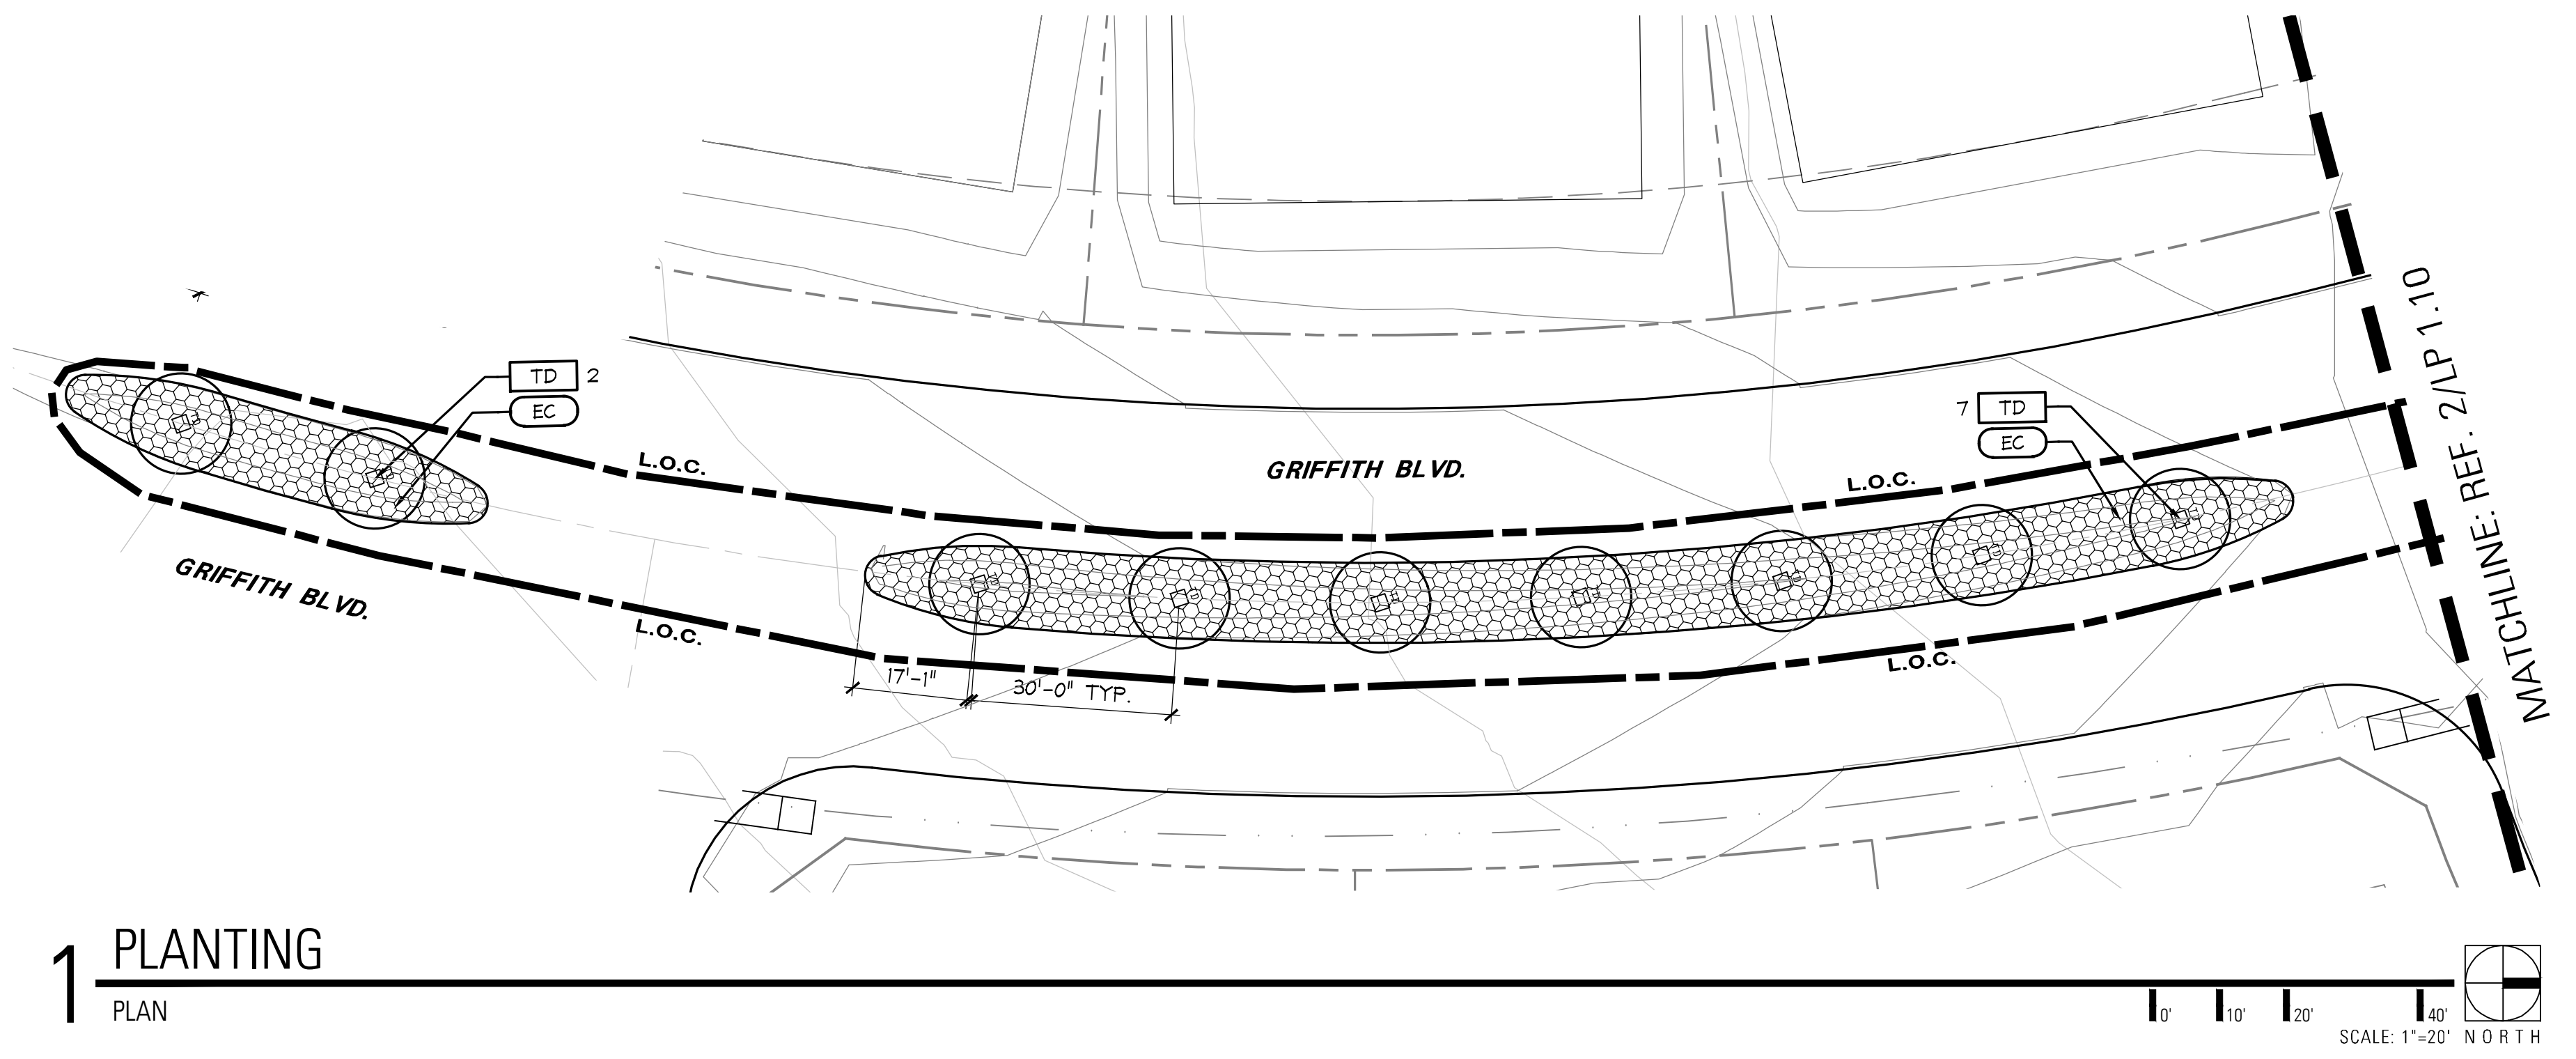 MATCHLINE: REF. 2/LP 1.10
TD 2
EC
7 TD
EC
L.O.C.
GRIFFITH BLVD.
L.O.C.
GRIFFITH BLVD.
L.O.C.
L.O.C.
17'-1"
30'-0" TYP.
1
PLANTING
PLAN
0' 10' 20' 40'
SCALE: 1"=20' NORTH